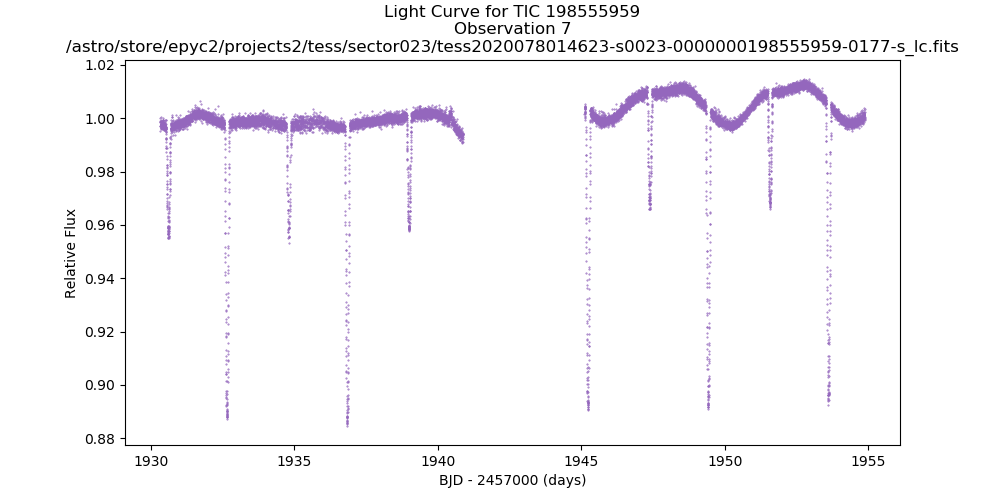 Light Curve for TIC 198555959
Observation 7
/astro/store/epyc2/projects2/tess/sector023/tess2020078014623-s0023-0000000198555959-0177-s_lc.fits
1.02
1.00
0.98
0.96
0.94
0.92
0.90
0.88
Relative Flux
1930
1935
1940
1945
1950
1955
BJD - 2457000 (days)